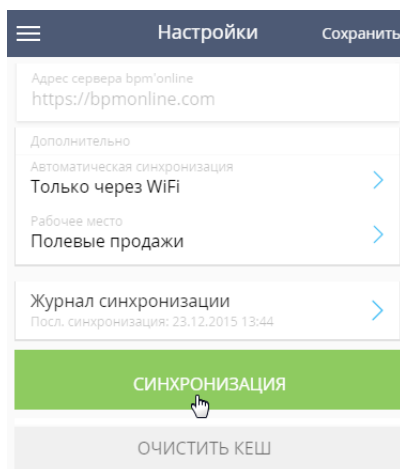 Настройки Сохранить
Адрес сервера bpm'online
https://bpmonline.com
Дополнительно
Автоматическая синхронизация
Только через WiFi
Рабочее место
Полевые продажи
Журнал синхронизации
Посл. синхронизация: 23.12.2015 13:44
СИНХРОНИЗАЦИЯ
ОЧИСТИТЬ КЕШ